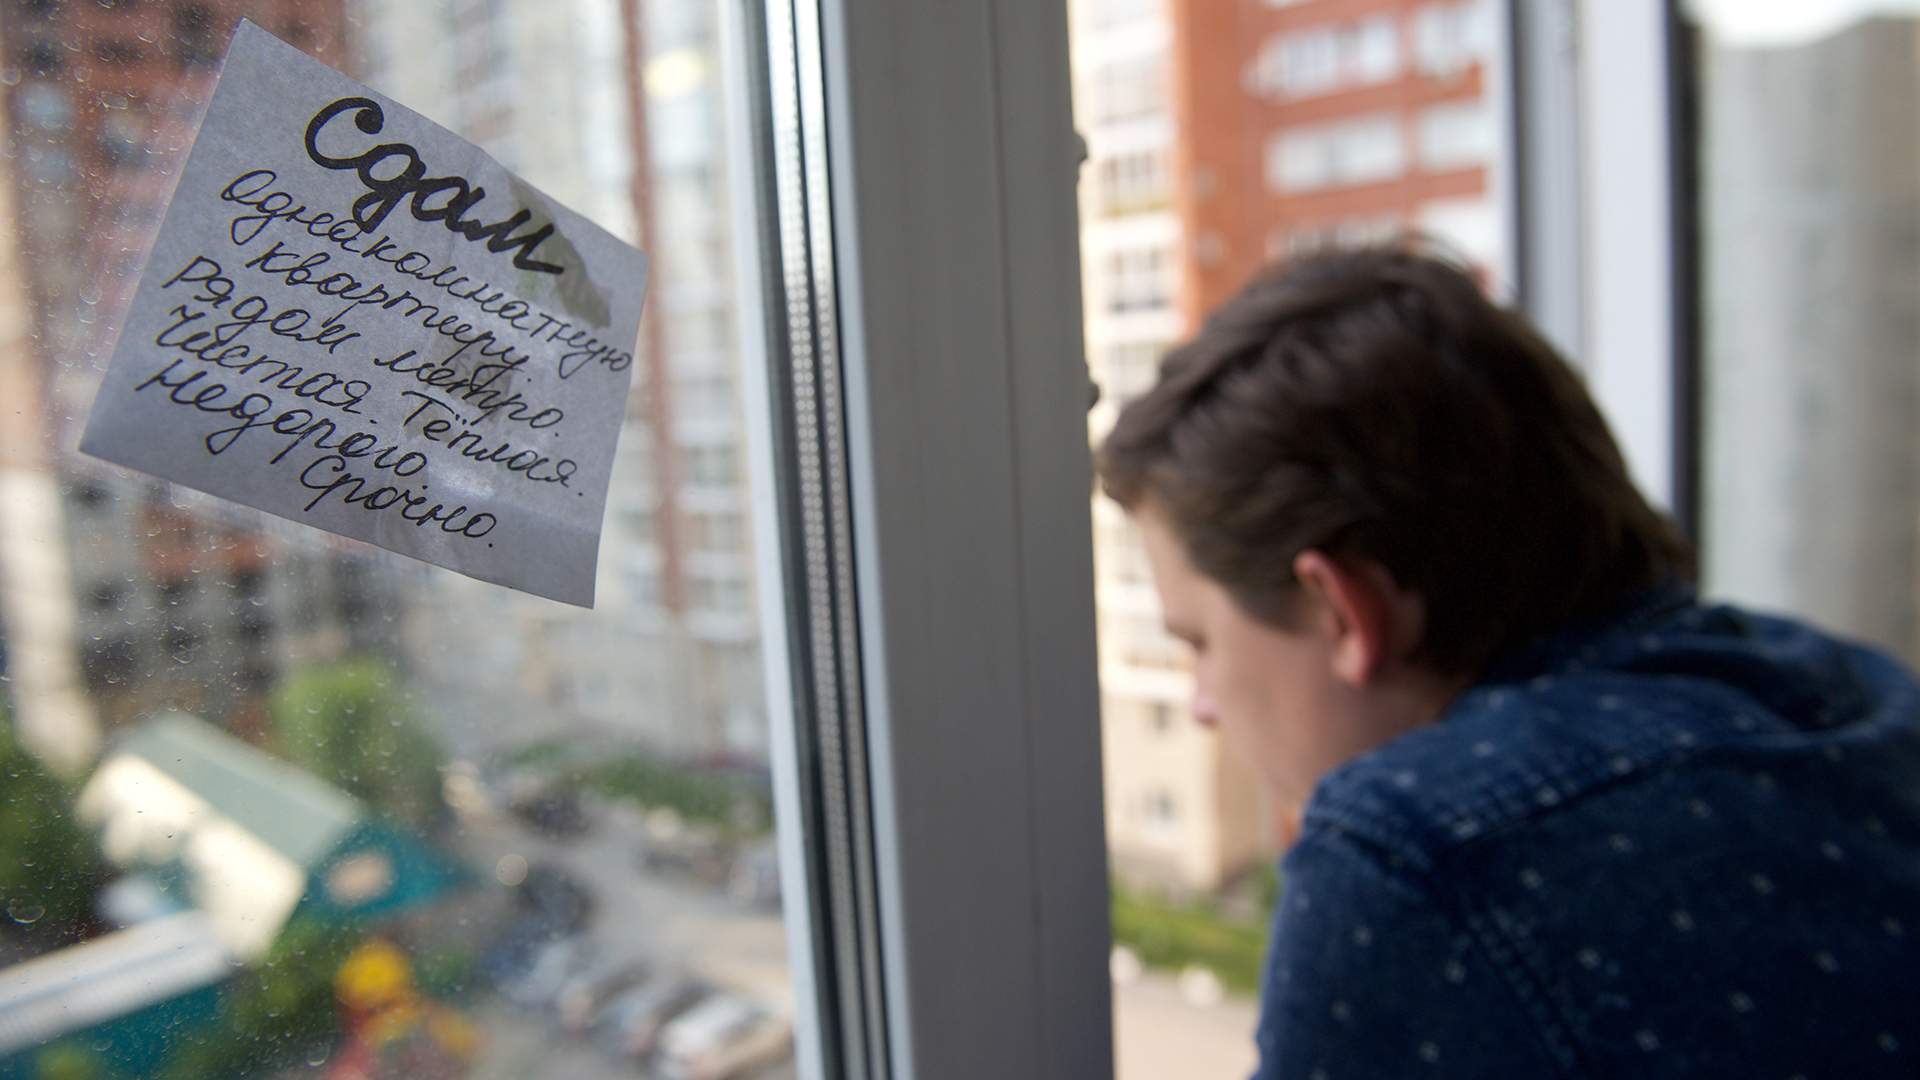 Сдам
однокомнатную
квартиру.
Рядом метро.
Чистая. Тёплая.
Недорого.
Срочно.